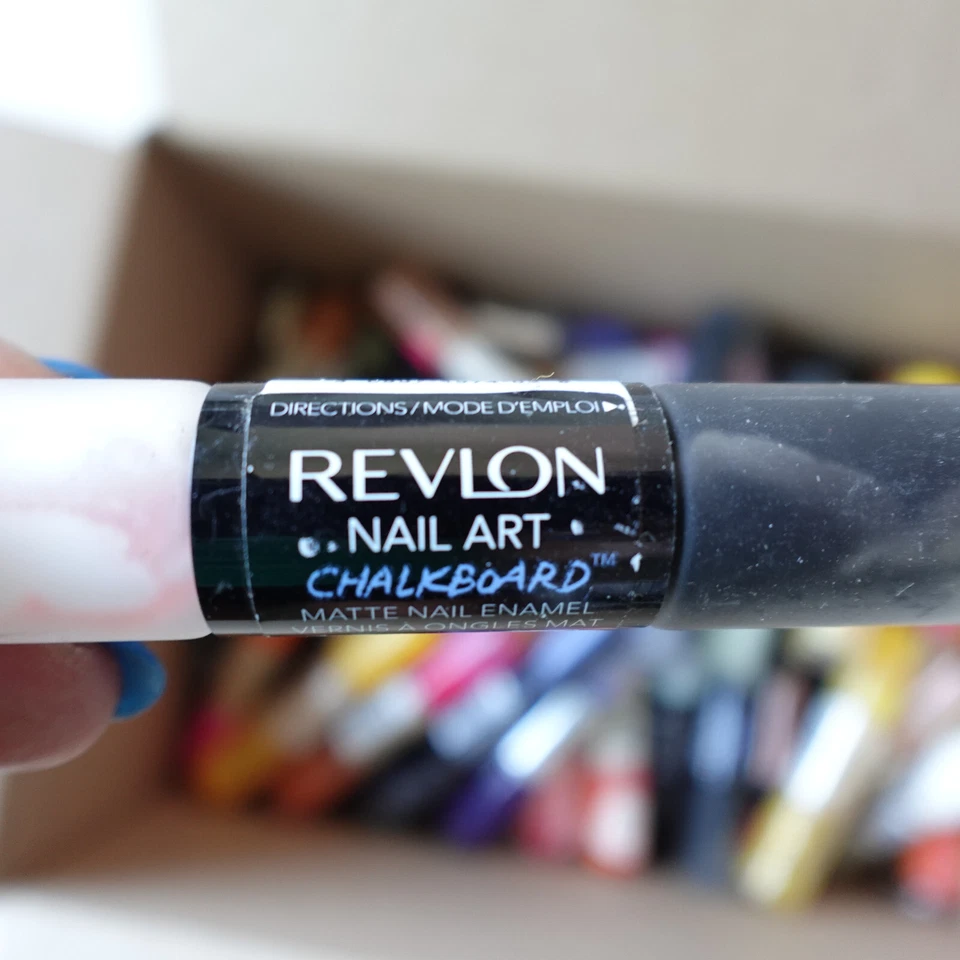 DIRECTIONS/MODE D'EMPLOI
REVLON
NAIL ART
CHALKBOARD™
MATTE NAIL ENAMEL
VERNIS À ONGLES MAT